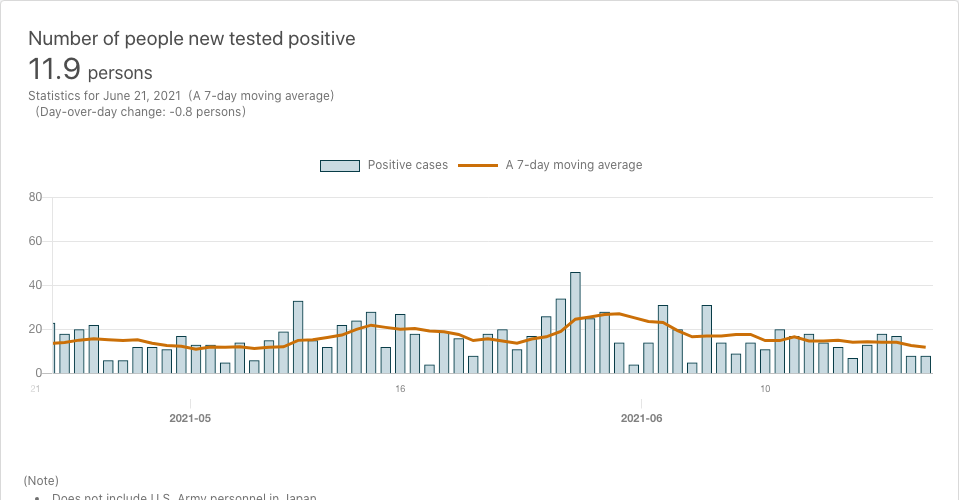 Number of people new tested positive
11.9 persons
Statistics for June 21, 2021 (A 7-day moving average)
(Day-over-day change: -0.8 persons)
Positive cases A 7-day moving average
80
60
40
20
0
21 16 10
2021-05 2021-06
(Note)
• Does not include U.S. Army personnel in Japan